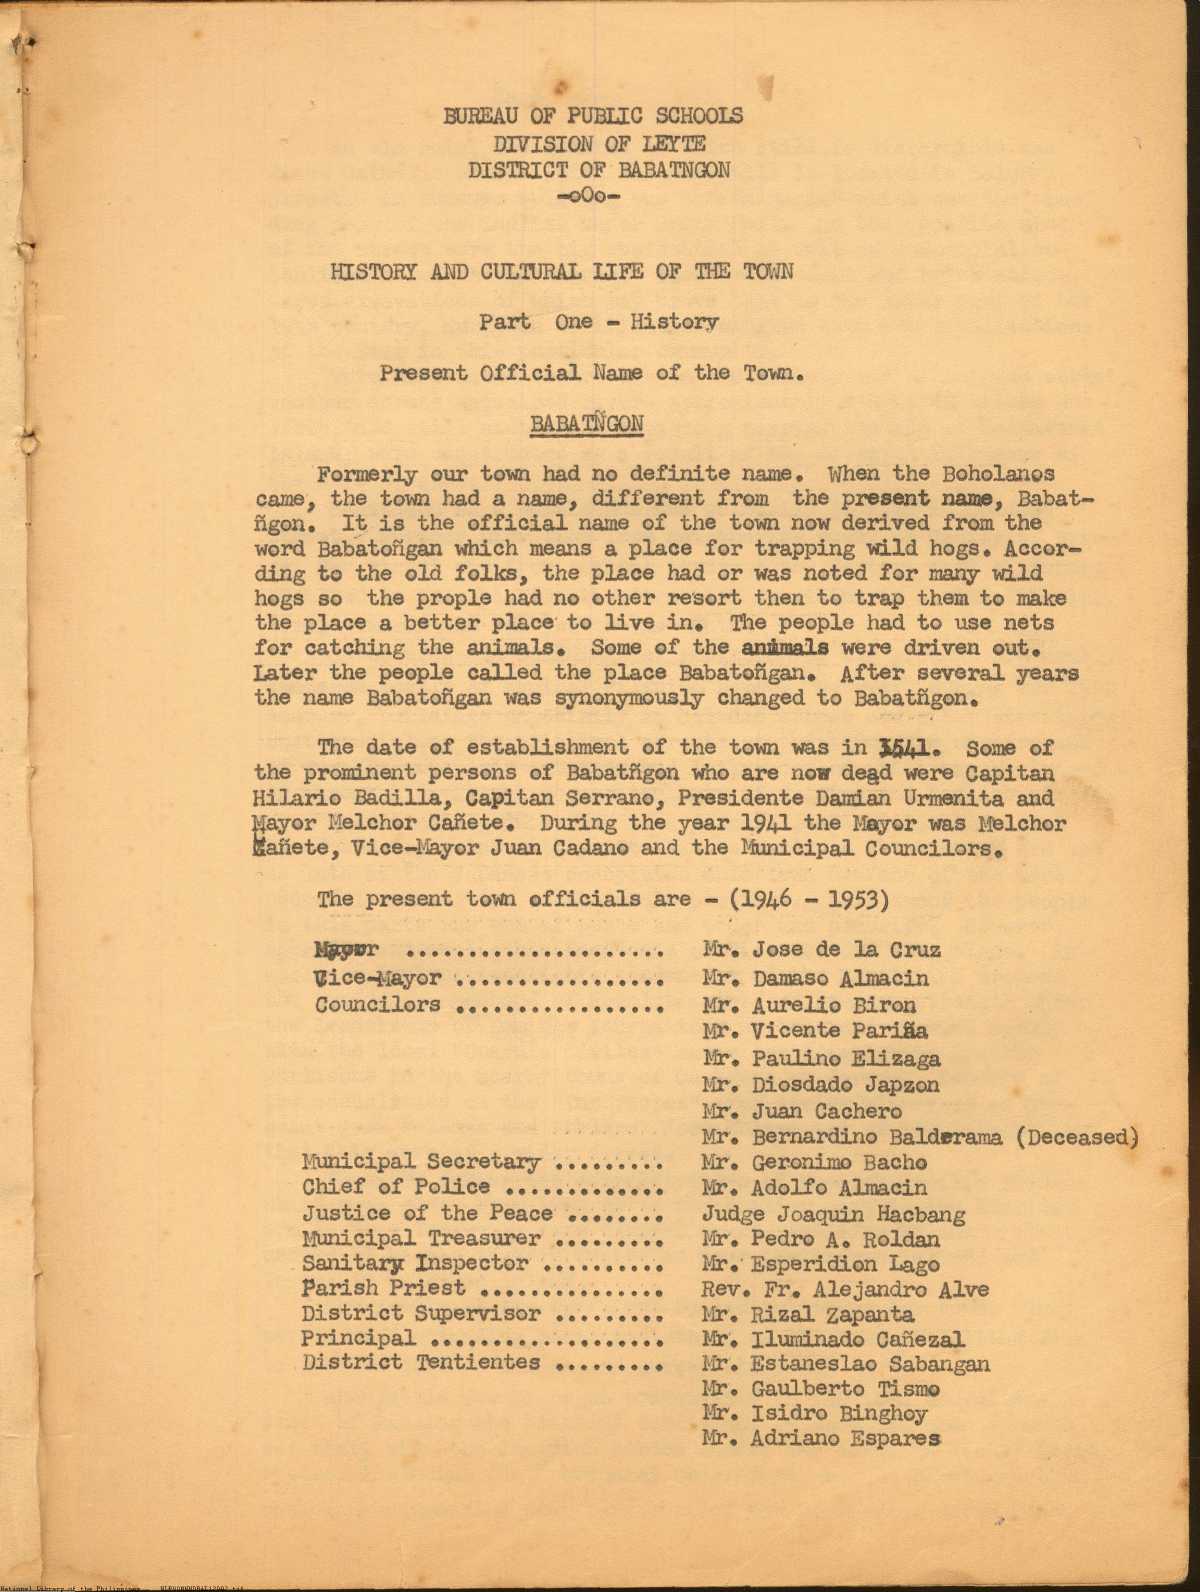 BUREAU OF PUBLIC SCHOOLS
DIVISION OF LEYTE
DISTRICT OF BABATNGON
-oOo-
HISTORY AND CULTURAL LIFE OF THE TOWN
Part One - History
Present Official Name of the Town.
BABATÑGON
Formerly our town had no definite name. When the Boholanos
came, the town had a name, different from the present name, Babat-
ñgon. It is the official name of the town now derived from the
word Babatoñgan which means a place for trapping wild hogs. Accor-
ding to the old folks, the place had or was noted for many wild
hogs so the prople had no other resort then to trap them to make
the place a better place to live in. The people had to use nets
for catching the animals. Some of the animals were driven out.
Later the people called the place Babatoñgan. After several years
the name Babatoñgan was synonymously changed to Babatñgon.
The date of establishment of the town was in Some of
the prominent persons of Babatñgon who are now dead were Capitan
Hilario Badilla, Capitan Serrano, Presidente Damian Urmenita and
Mayor Melchor Cañete. During the year 1941 the Mayor was Melchor
Cañete, Vice-Mayor Juan Cadano and the Municipal Councilors.
The present town officials are - (1946 - 1953)
Mayor ..................... Mr. Jose de la Cruz
Vice-Mayor ................. Mr. Damaso Almacin
Councilors ................. Mr. Aurelio Biron
Mr. Vicente Pariña
Mr. Paulino Elizaga
Mr. Diosdado Japzon
Mr. Juan Cachero
Mr. Bernardino Balderama (Deceased)
Municipal Secretary ......... Mr. Geronimo Bacho
Chief of Police ............. Mr. Adolfo Almacin
Justice of the Peace ........ Judge Joaquin Hacbang
Municipal Treasurer ......... Mr. Pedro A. Roldan
Sanitary Inspector .......... Mr. Esperidion Lago
Parish Priest ............... Rev. Fr. Alejandro Alve
District Supervisor ......... Mr. Rizal Zapanta
Principal ................... Mr. Iluminado Cañezal
District Tentientes ......... Mr. Estaneslao Sabangan
Mr. Gaulberto Tismo
Mr. Isidro Binghoy
Mr. Adriano Espares
National Library of the Philippines